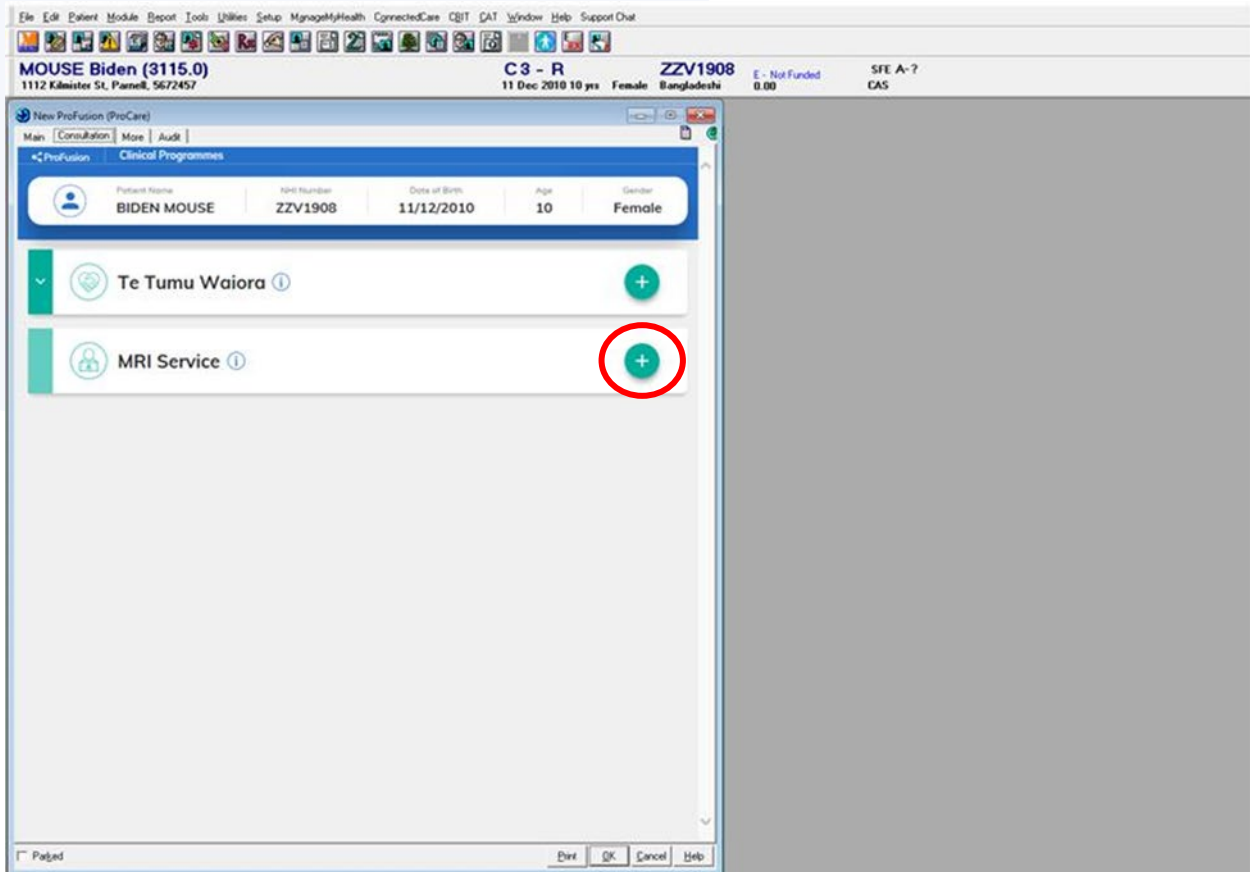 File Edit Patient Module Report Tools Utilities Setup ManageMyHealth ConnectedCare CBIT CAT Window Help Support Chat
MOUSE Biden (3115.0) C 3 - R ZZV1908 E - Not Funded SFE A-?
1112 Kilminster St, Parnell, 5672457 11 Dec 2010 10 yrs Female Bangladeshi 0.00 CAS
New ProFusion (ProCare)
Main Consultation More Audit
ProFusion Clinical Programmes
Patient Name NHI Number Date of Birth Age Gender
BIDEN MOUSE ZZV1908 11/12/2010 10 Female
Te Tumu Waiora
MRI Service
Parked Print OK Cancel Help